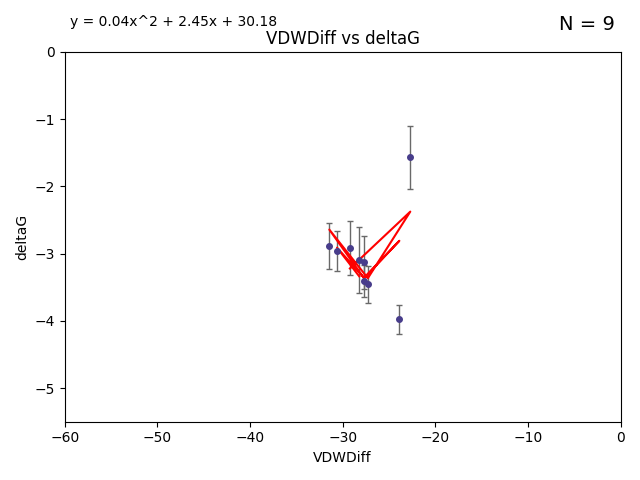 y = 0.04x^2 + 2.45x + 30.18
N = 9
VDWDiff vs deltaG
0
−1
−2
−3
−4
−5
deltaG
−60 −50 −40 −30 −20 −10 0
VDWDiff